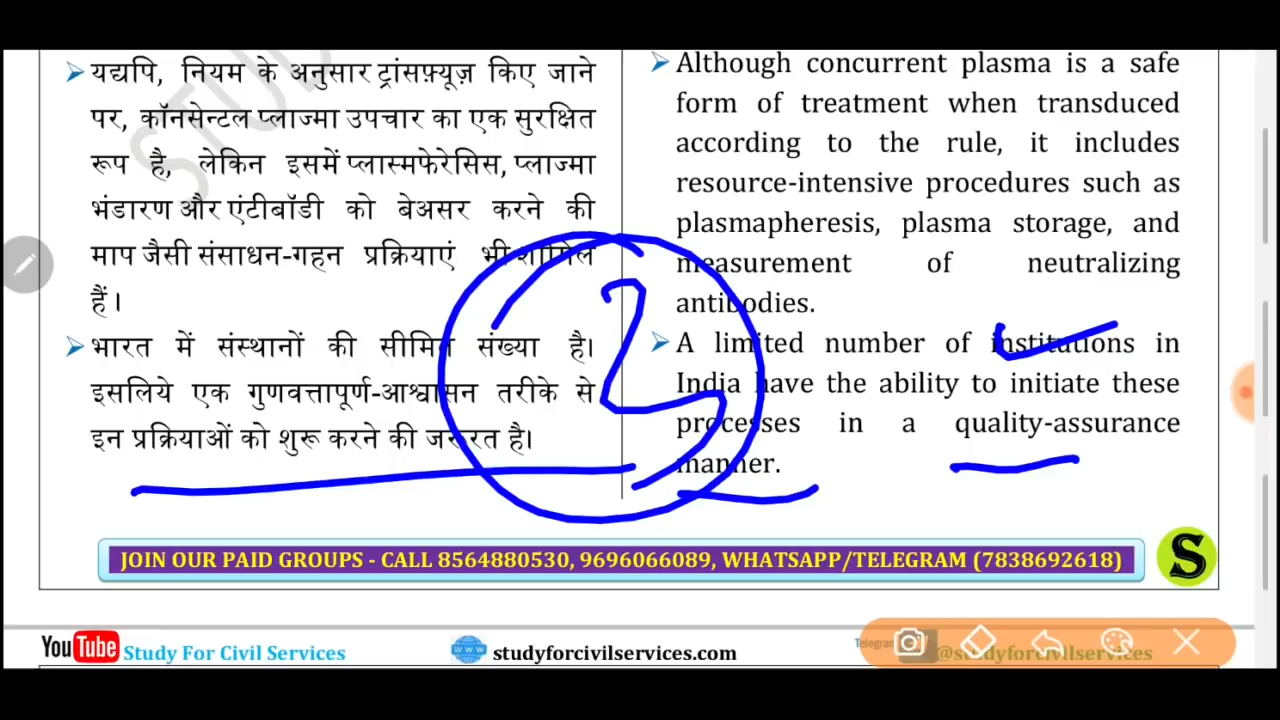 ➢ यद्यपि, नियम के अनुसार ट्रांसफ़्यूज़ किए जाने
पर, कॉनसेन्टल प्लाज्मा उपचार का एक सुरक्षित
रूप है, लेकिन इसमें प्लास्मफेरेसिस, प्लाज्मा
भंडारण और एंटीबॉडी को बेअसर करने की
माप जैसी संसाधन-गहन प्रक्रियाएं भी शामिल
हैं।
➢ भारत में संस्थानों की सीमित संख्या है।
इसलिये एक गुणवत्तापूर्ण-आश्वासन तरीके से
इन प्रक्रियाओं को शुरू करने की जरूरत है।
➢ Although concurrent plasma is a safe
form of treatment when transduced
according to the rule, it includes
resource-intensive procedures such as
plasmapheresis, plasma storage, and
measurement of neutralizing
antibodies.
➢ A limited number of institutions in
India have the ability to initiate these
processes in a quality-assurance
manner.
JOIN OUR PAID GROUPS - CALL 8564880530, 9696066089, WHATSAPP/TELEGRAM (7838692618)
S
YouTube Study For Civil Services
www studyforcivilservices.com
Telegram @studyforcivilservices